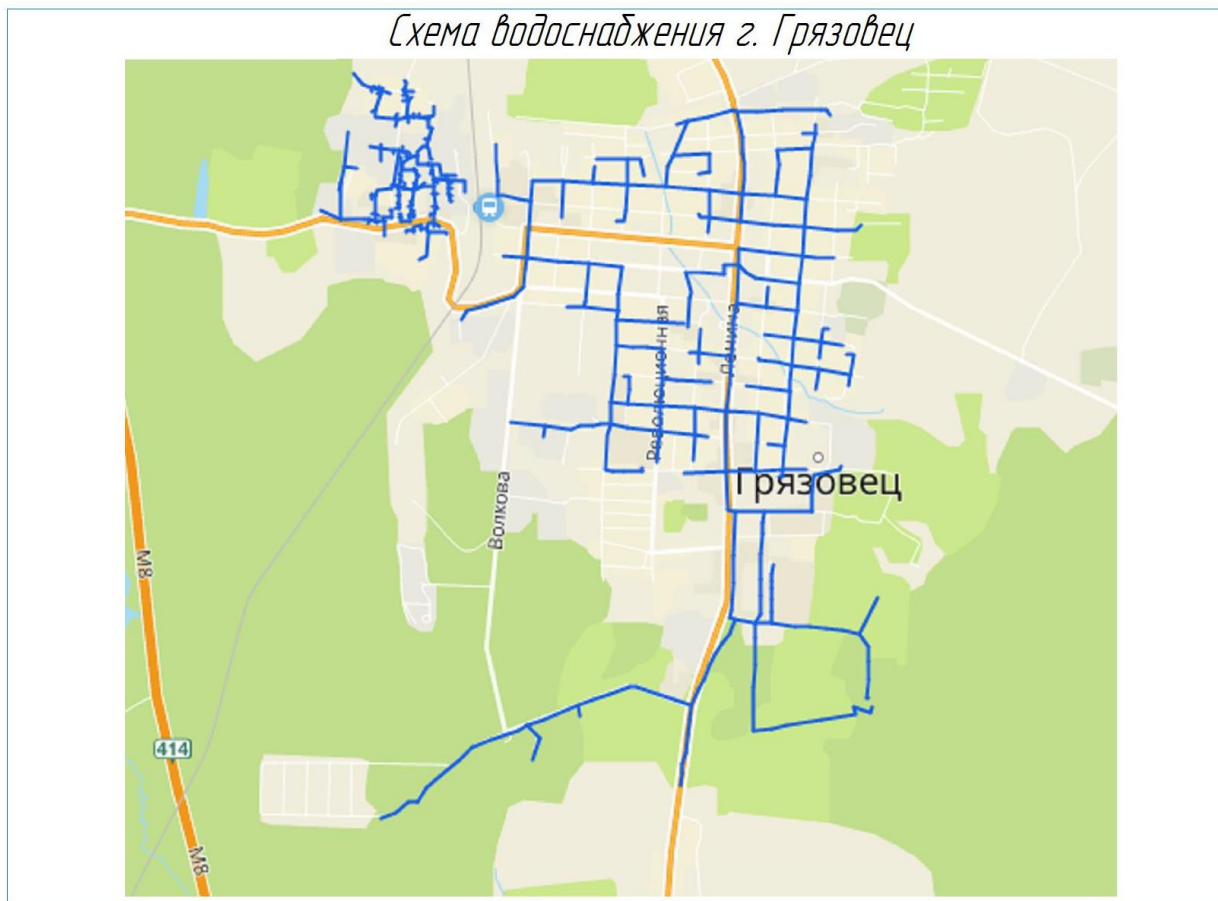 Схема водоснабжения г. Грязовец
Революционная
Ленина
Грязовец
Волкова
М8
414
М8